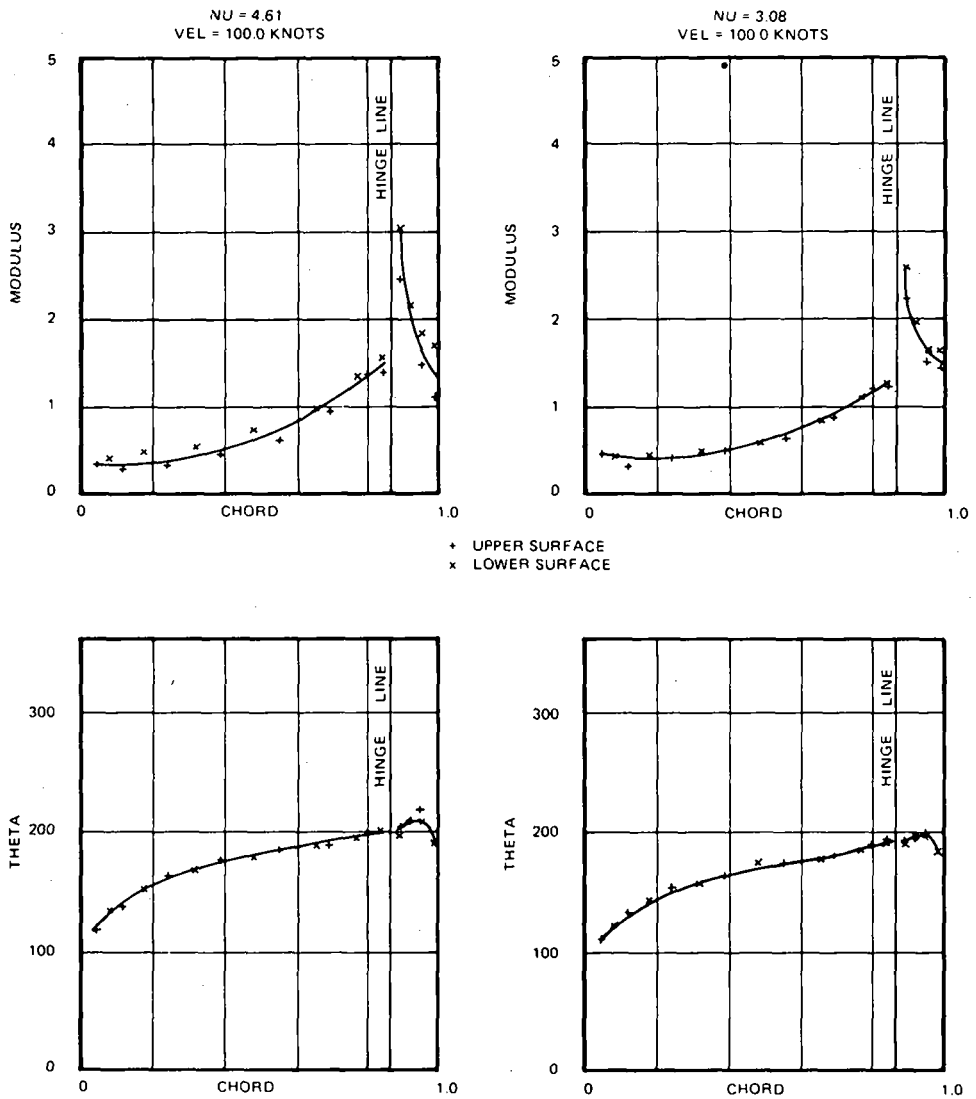 NU = 4.61
VEL = 100.0 KNOTS
NU = 3.08
VEL = 100 0 KNOTS
5
4
3
2
1
0
MODULUS
HINGE LINE
0 CHORD 1.0
5
4
3
2
1
0
MODULUS
HINGE LINE
0 CHORD 1.0
+ UPPER SURFACE
x LOWER SURFACE
300
200
100
0
THETA
HINGE LINE
0 CHORD 1.0
300
200
100
0
THETA
HINGE LINE
0 CHORD 1.0